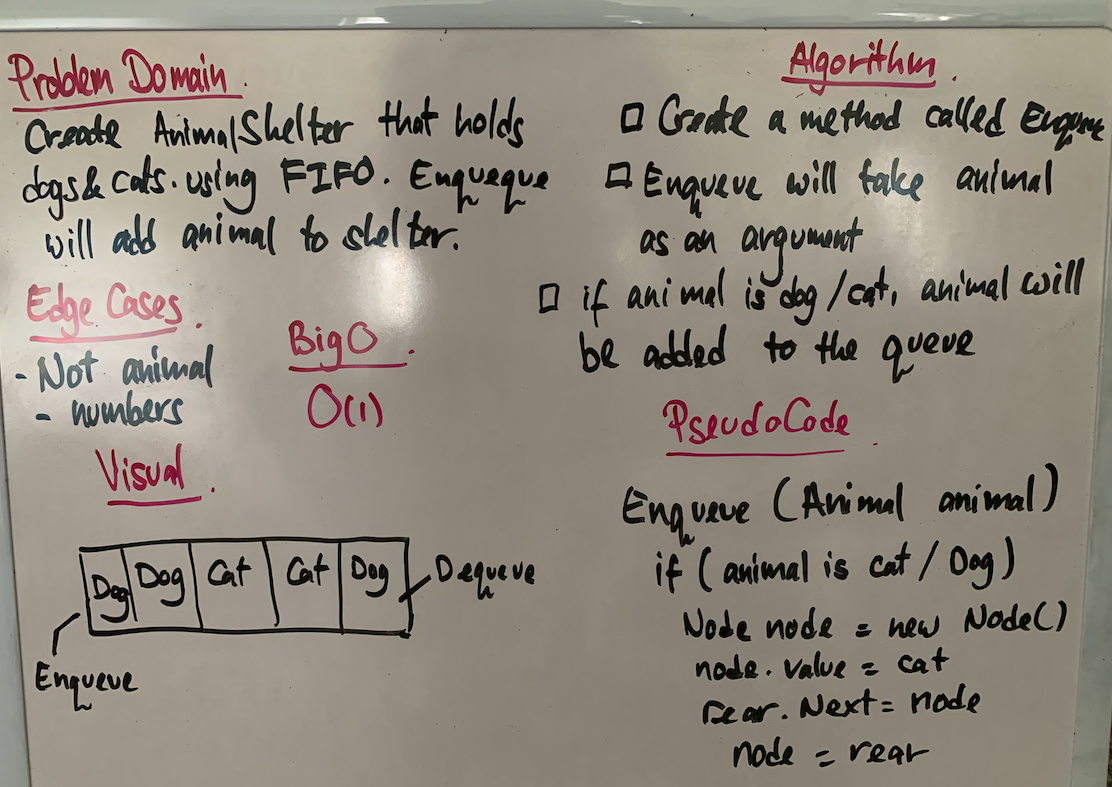 Problem Domain.
Create AnimalShelter that holds
dogs & cats. using FIFO. Enqueque
will add animal to shelter.
Edge Cases.
- Not animal
- numbers
Big O.
O(1)
Visual.
Dog Dog Cat Cat Dog
Dequeue
Enqueue
Algorithm.
□ Create a method called Enqueue
□ Enqueue will take animal
as an argument
□ if animal is dog/cat, animal will
be added to the queue
PseudoCode.
Enqueue (Animal animal)
if (animal is cat / Dog)
Node node = new Node()
node.value = cat
rear.Next = node
node = rear